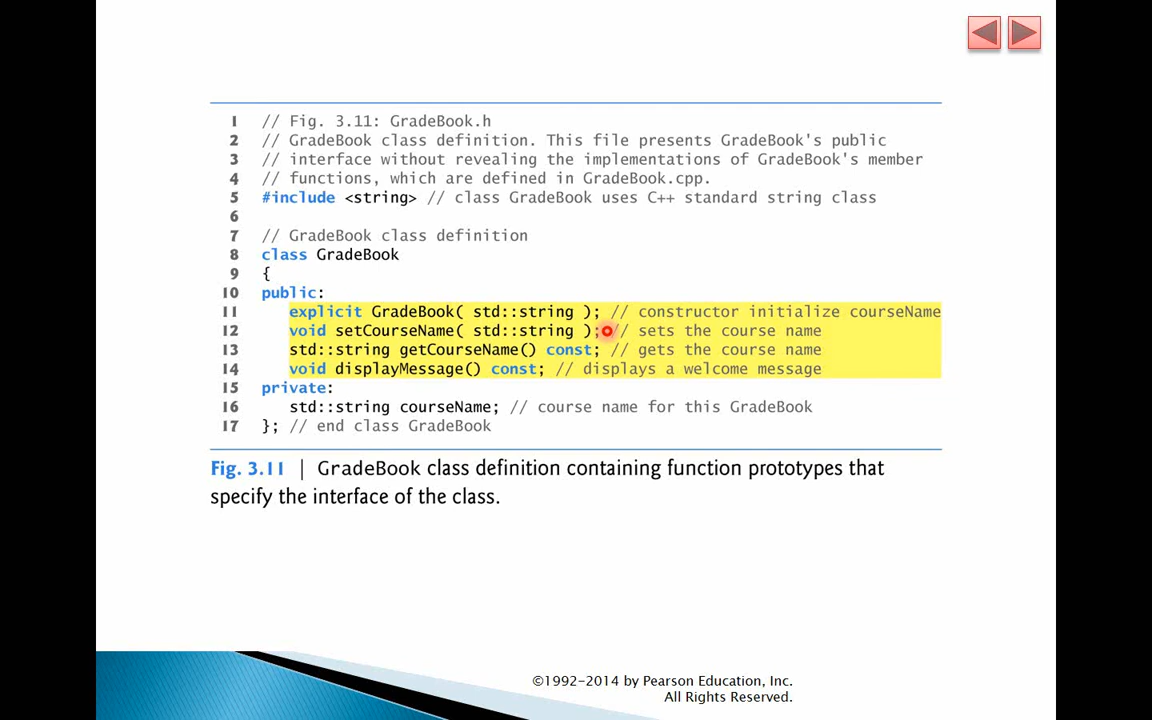 1 // Fig. 3.11: GradeBook.h
2 // GradeBook class definition. This file presents GradeBook's public
3 // interface without revealing the implementations of GradeBook's member
4 // functions, which are defined in GradeBook.cpp.
5 #include <string> // class GradeBook uses C++ standard string class
6
7 // GradeBook class definition
8 class GradeBook
9 {
10 public:
11 explicit GradeBook( std::string ); // constructor initialize courseName
12 void setCourseName( std::string ); // sets the course name
13 std::string getCourseName() const; // gets the course name
14 void displayMessage() const; // displays a welcome message
15 private:
16 std::string courseName; // course name for this GradeBook
17 }; // end class GradeBook
Fig. 3.11 | GradeBook class definition containing function prototypes that
specify the interface of the class.
©1992-2014 by Pearson Education, Inc.
All Rights Reserved.